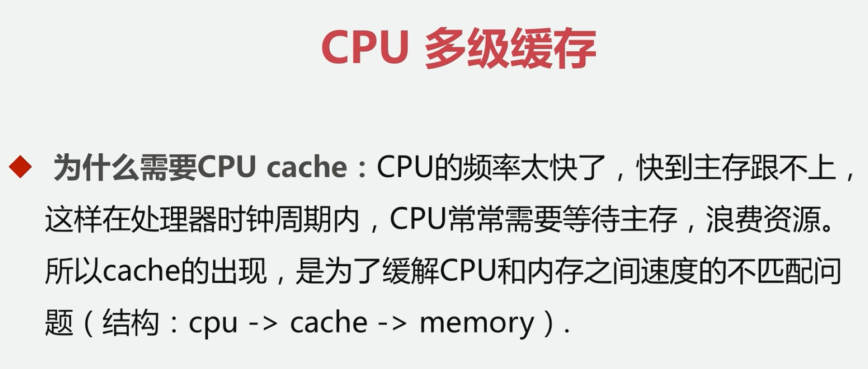 CPU 多级缓存
为什么需要CPU cache：CPU的频率太快了，快到主存跟不上，
这样在处理器时钟周期内，CPU常常需要等待主存，浪费资源。
所以cache的出现，是为了缓解CPU和内存之间速度的不匹配问
题（结构：cpu -> cache -> memory）.